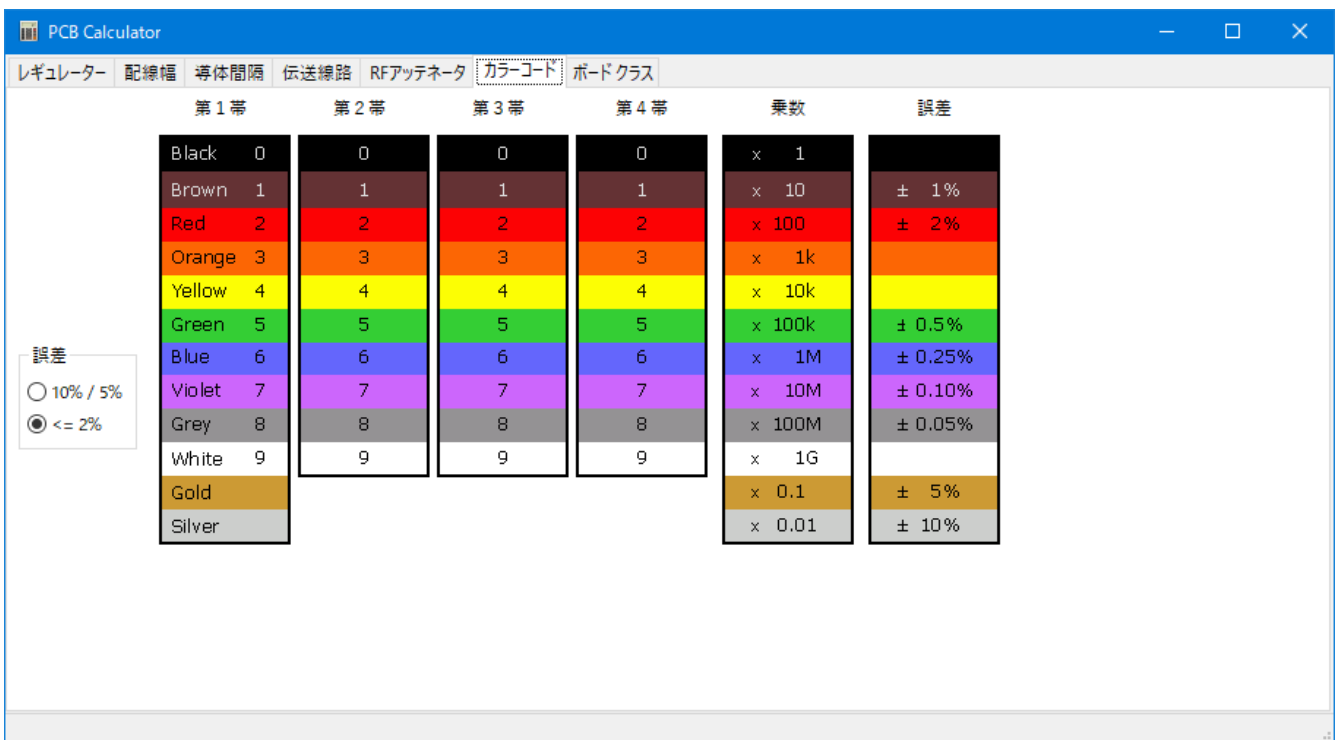 PCB Calculator
レギュレーター 配線幅 導体間隔 伝送線路 RFアッテネータ カラーコード ボードクラス
第1帯 第2帯 第3帯 第4帯 乗数 誤差
Black 0 0 0 0 x 1
Brown 1 1 1 1 x 10 ± 1%
Red 2 2 2 2 x 100 ± 2%
Orange 3 3 3 3 x 1k
Yellow 4 4 4 4 x 10k
Green 5 5 5 5 x 100k ± 0.5%
誤差
Blue 6 6 6 6 x 1M ± 0.25%
10% / 5%
Violet 7 7 7 7 x 10M ± 0.10%
<= 2%
Grey 8 8 8 8 x 100M ± 0.05%
White 9 9 9 9 x 1G
Gold x 0.1 ± 5%
Silver x 0.01 ± 10%